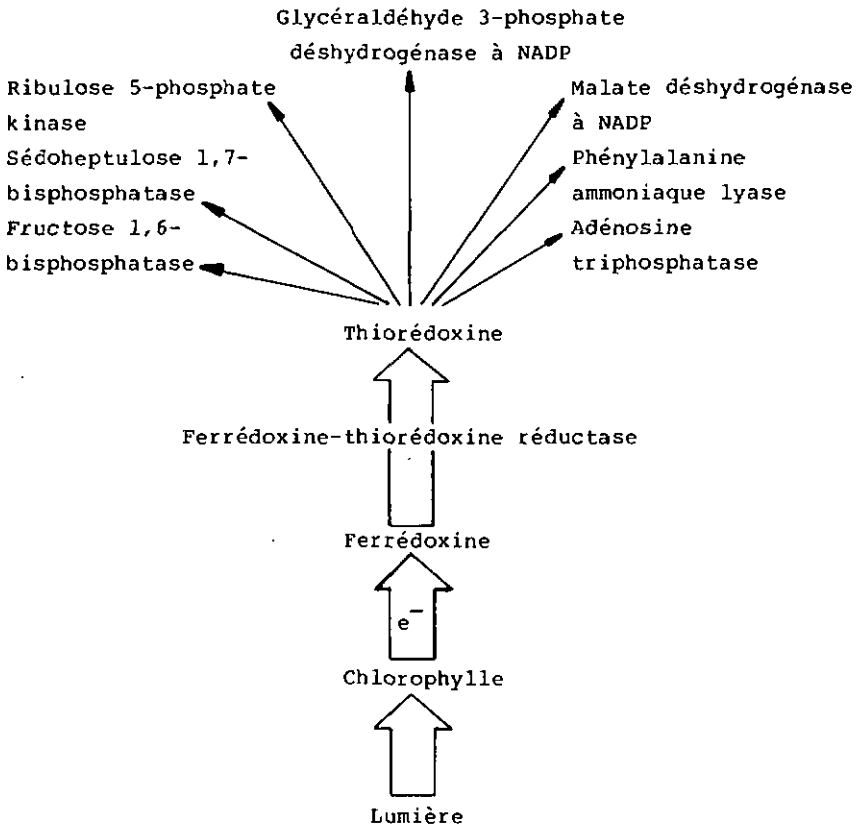 Glycéraldéhyde 3-phosphate
déshydrogénase à NADP
Ribulose 5-phosphate
kinase
Sédoheptulose 1,7-
bisphosphatase
Fructose 1,6-
bisphosphatase
Malate déshydrogénase
à NADP
Phénylalanine
ammoniaque lyase
Adénosine
triphosphatase
Thiorédoxine
Ferrédoxine-thiorédoxine réductase
Ferrédoxine
e⁻
Chlorophylle
Lumière